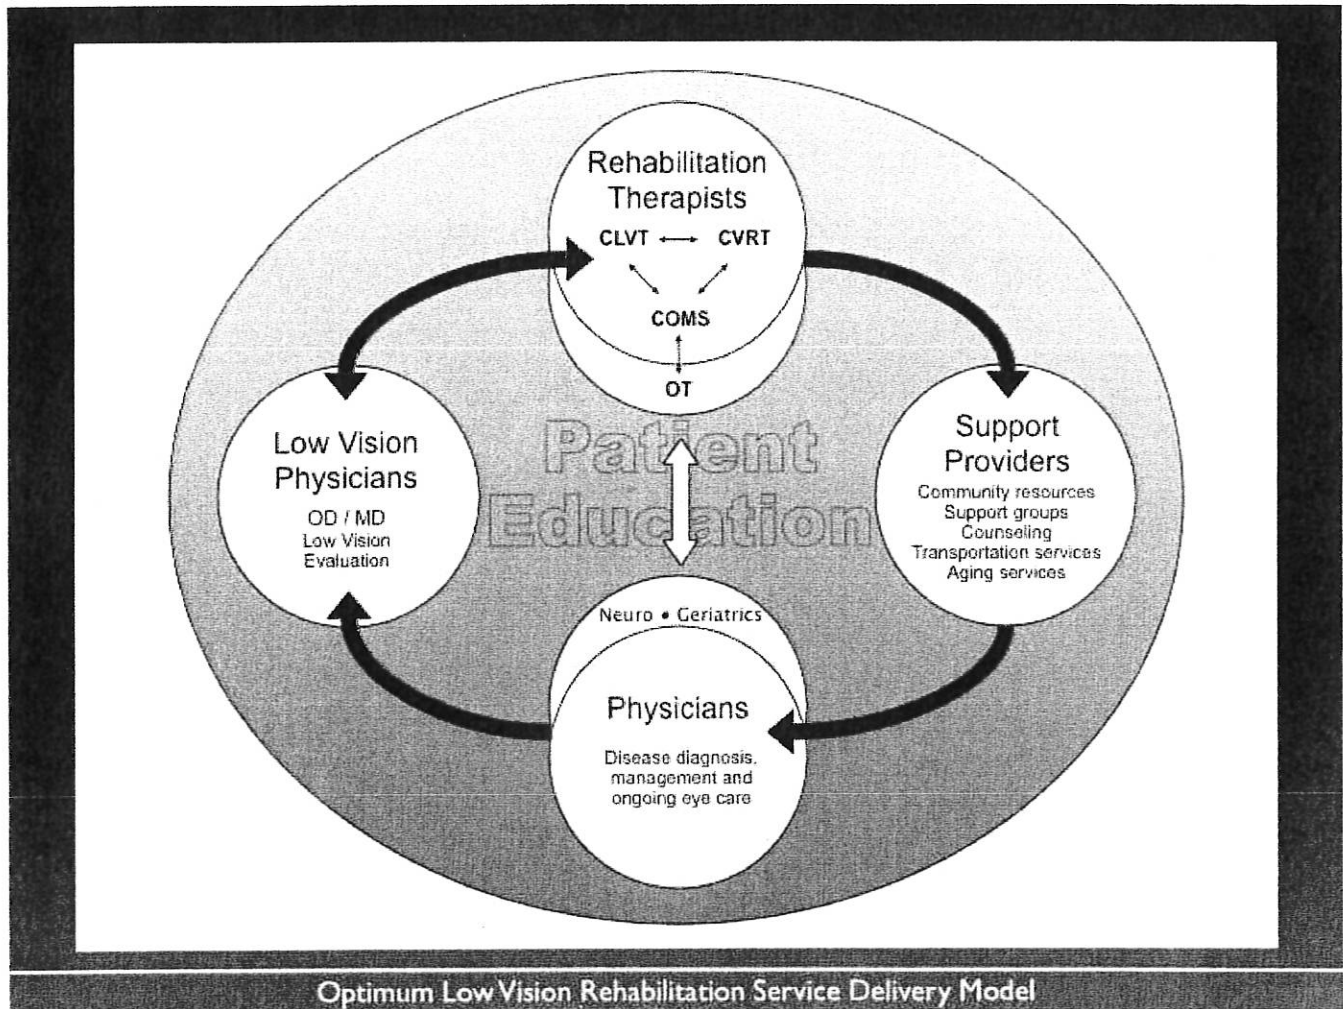 Rehabilitation
Therapists
CLVT CVRT
COMS
OT
Patient
Education
Low Vision
Physicians
OD / MD
Low Vision
Evaluation
Support
Providers
Community resources
Support groups
Counseling
Transportation services
Aging services
Neuro • Geriatrics
Physicians
Disease diagnosis,
management and
ongoing eye care
Optimum Low Vision Rehabilitation Service Delivery Model